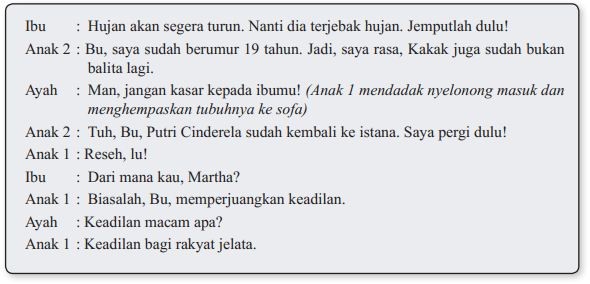 Ibu : Hujan akan segera turun. Nanti dia terjebak hujan. Jemputlah dulu!
Anak 2 : Bu, saya sudah berumur 19 tahun. Jadi, saya rasa, Kakak juga sudah bukan
balita lagi.
Ayah : Man, jangan kasar kepada ibumu! (Anak 1 mendadak nyelonong masuk dan
menghempaskan tubuhnya ke sofa)
Anak 2 : Tuh, Bu, Putri Cinderela sudah kembali ke istana. Saya pergi dulu!
Anak 1 : Reseh, lu!
Ibu : Dari mana kau, Martha?
Anak 1 : Biasalah, Bu, memperjuangkan keadilan.
Ayah : Keadilan macam apa?
Anak 1 : Keadilan bagi rakyat jelata.